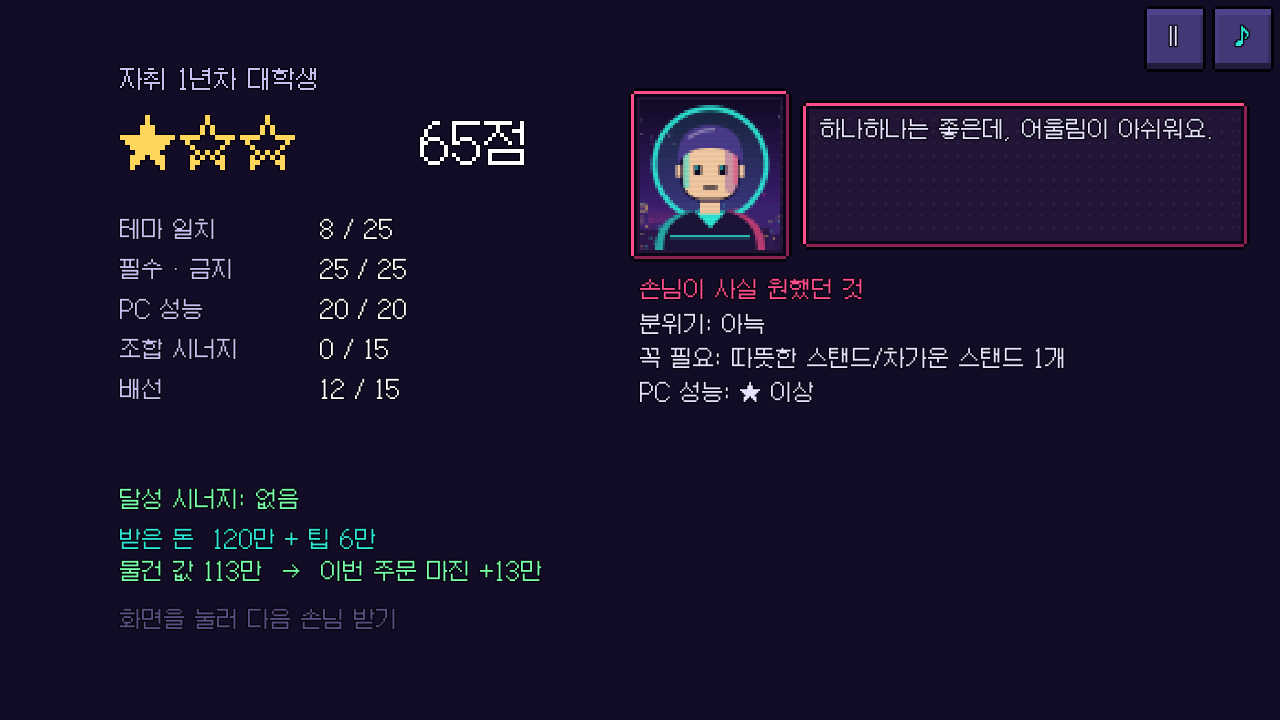 자취 1년차 대학생
65점
테마 일치 8 / 25
필수 · 금지 25 / 25
PC 성능 20 / 20
조합 시너지 0 / 15
배선 12 / 15
달성 시너지: 없음
받은 돈 120만 + 팁 6만
물건 값 113만 → 이번 주문 마진 +13만
화면을 눌러 다음 손님 받기
하나하나는 좋은데, 어울림이 아쉬워요.
손님이 사실 원했던 것
분위기: 아늑
꼭 필요: 따뜻한 스탠드/차가운 스탠드 1개
PC 성능: ★ 이상